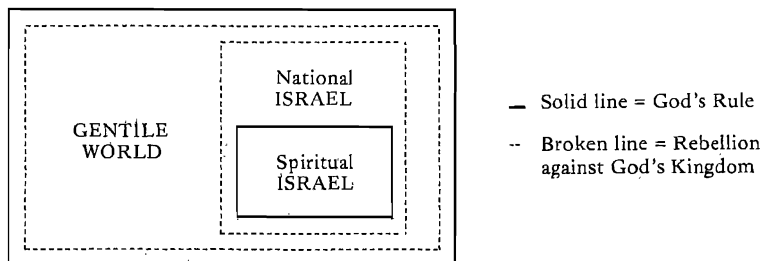 National
ISRAEL
GENTILE
WORLD
Spiritual
ISRAEL
— Solid line = God's Rule
-- Broken line = Rebellion
against God's Kingdom